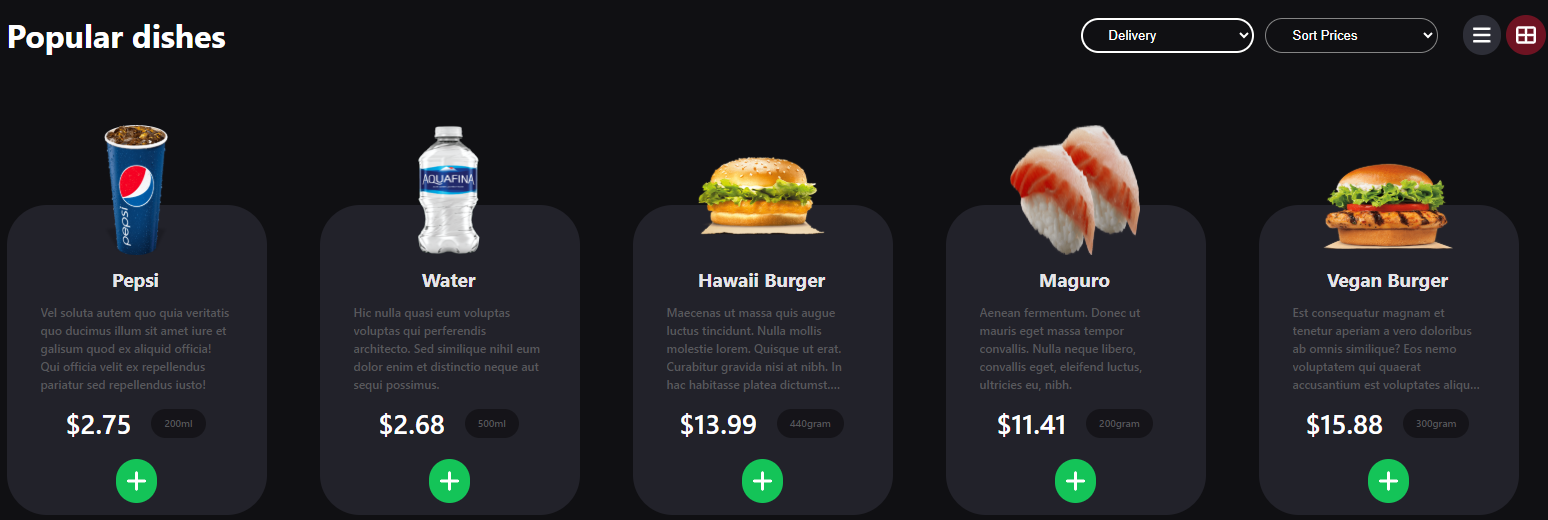 Popular dishes
Delivery
Sort Prices
pepsi
AQUAFINA
Pepsi
Vel soluta autem quo quia veritatis
quo ducimus illum sit amet iure et
galisum quod ex aliquid officia!
Qui officia velit ex repellendus
pariatur sed repellendus iusto!
$2.75
200ml
Water
Hic nulla quasi eum voluptas
voluptas qui perferendis
architecto. Sed similique nihil eum
dolor enim et distinctio neque aut
sequi possimus.
$2.68
500ml
Hawaii Burger
Maecenas ut massa quis augue
luctus tincidunt. Nulla mollis
molestie lorem. Quisque ut erat.
Curabitur gravida nisi at nibh. In
hac habitasse platea dictumst....
$13.99
440gram
Maguro
Aenean fermentum. Donec ut
mauris eget massa tempor
convallis. Nulla neque libero,
convallis eget, eleifend luctus,
ultricies eu, nibh.
$11.41
200gram
Vegan Burger
Est consequatur magnam et
tenetur aperiam a vero doloribus
ab omnis similique? Eos nemo
voluptatem qui quaerat
accusantium est voluptates aliqu...
$15.88
300gram